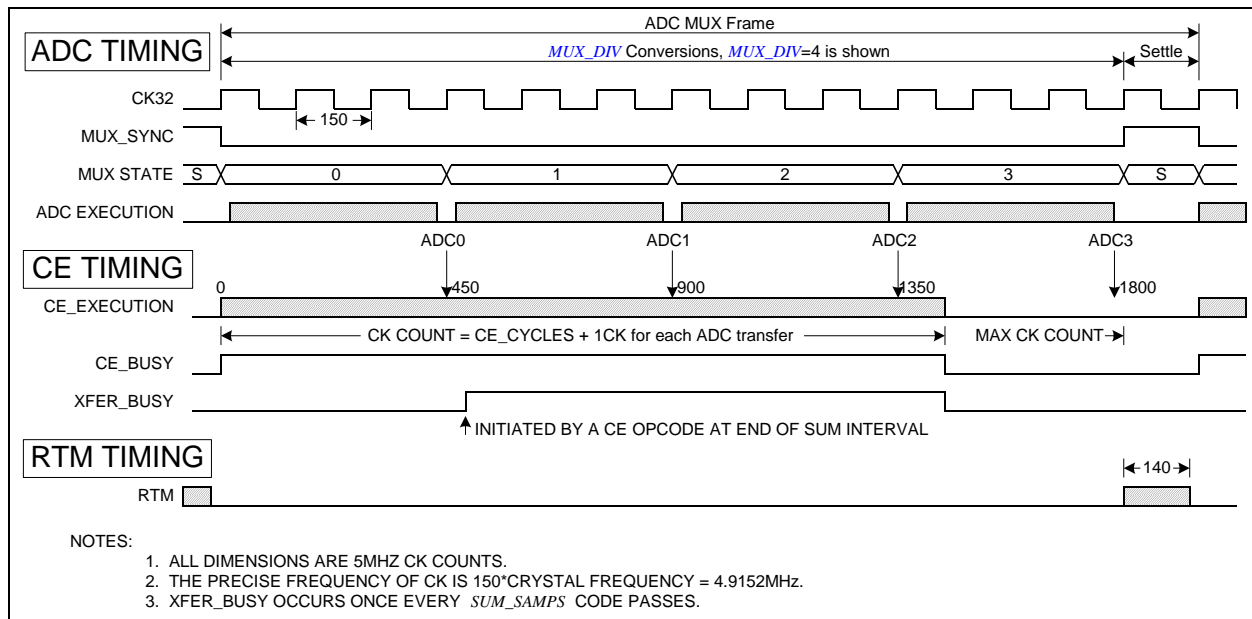 ADC MUX Frame
ADC TIMING
MUX_DIV Conversions, MUX_DIV=4 is shown
Settle
CK32
150
MUX_SYNC
MUX STATE
S
0
1
2
3
S
ADC EXECUTION
ADC0
ADC1
ADC2
ADC3
CE TIMING
0
450
900
1350
1800
CE_EXECUTION
CK COUNT = CE_CYCLES + 1CK for each ADC transfer
MAX CK COUNT
CE_BUSY
XFER_BUSY
INITIATED BY A CE OPCODE AT END OF SUM INTERVAL
RTM TIMING
140
RTM
NOTES:
1. ALL DIMENSIONS ARE 5MHZ CK COUNTS.
2. THE PRECISE FREQUENCY OF CK IS 150*CRYSTAL FREQUENCY = 4.9152MHz.
3. XFER_BUSY OCCURS ONCE EVERY SUM_SAMPS CODE PASSES.